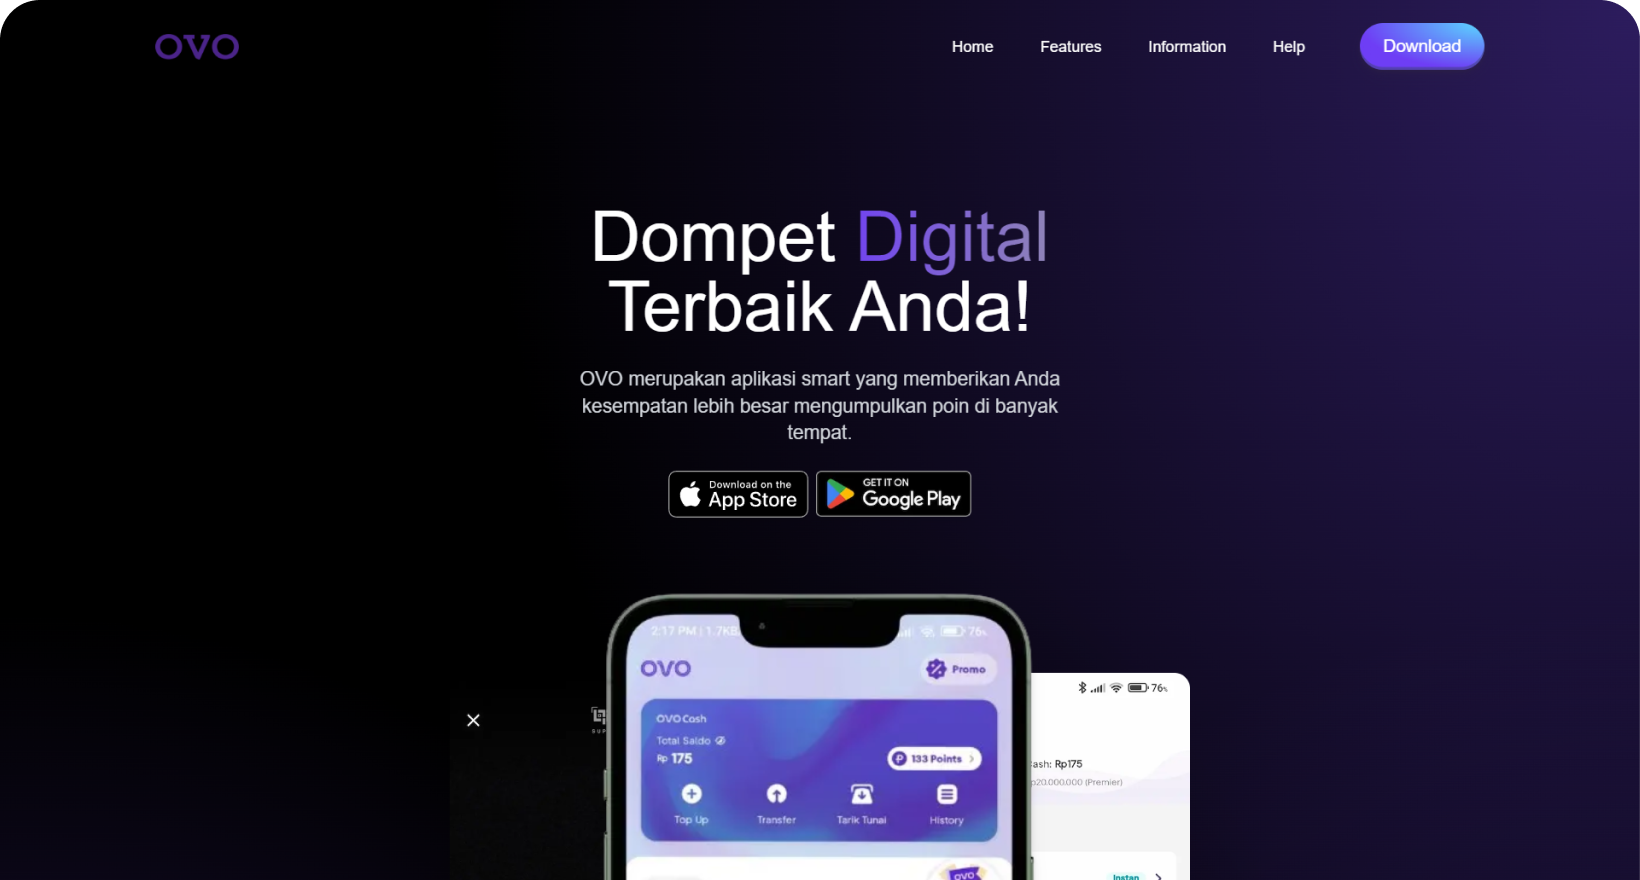 OVO
Home Features Information Help Download
Dompet Digital
Terbaik Anda!
OVO merupakan aplikasi smart yang memberikan Anda
kesempatan lebih besar mengumpulkan poin di banyak
tempat.
Download on the
App Store
GET IT ON
Google Play
2:17 PM | 1.7KB
76%
OVO
Promo
OVO Cash
Total Saldo
Rp 175
133 Points
Top Up Transfer Tarik Tunai History
OVO
SUP
76%
Cash: Rp175
p20.000.000 (Premier)
Instan